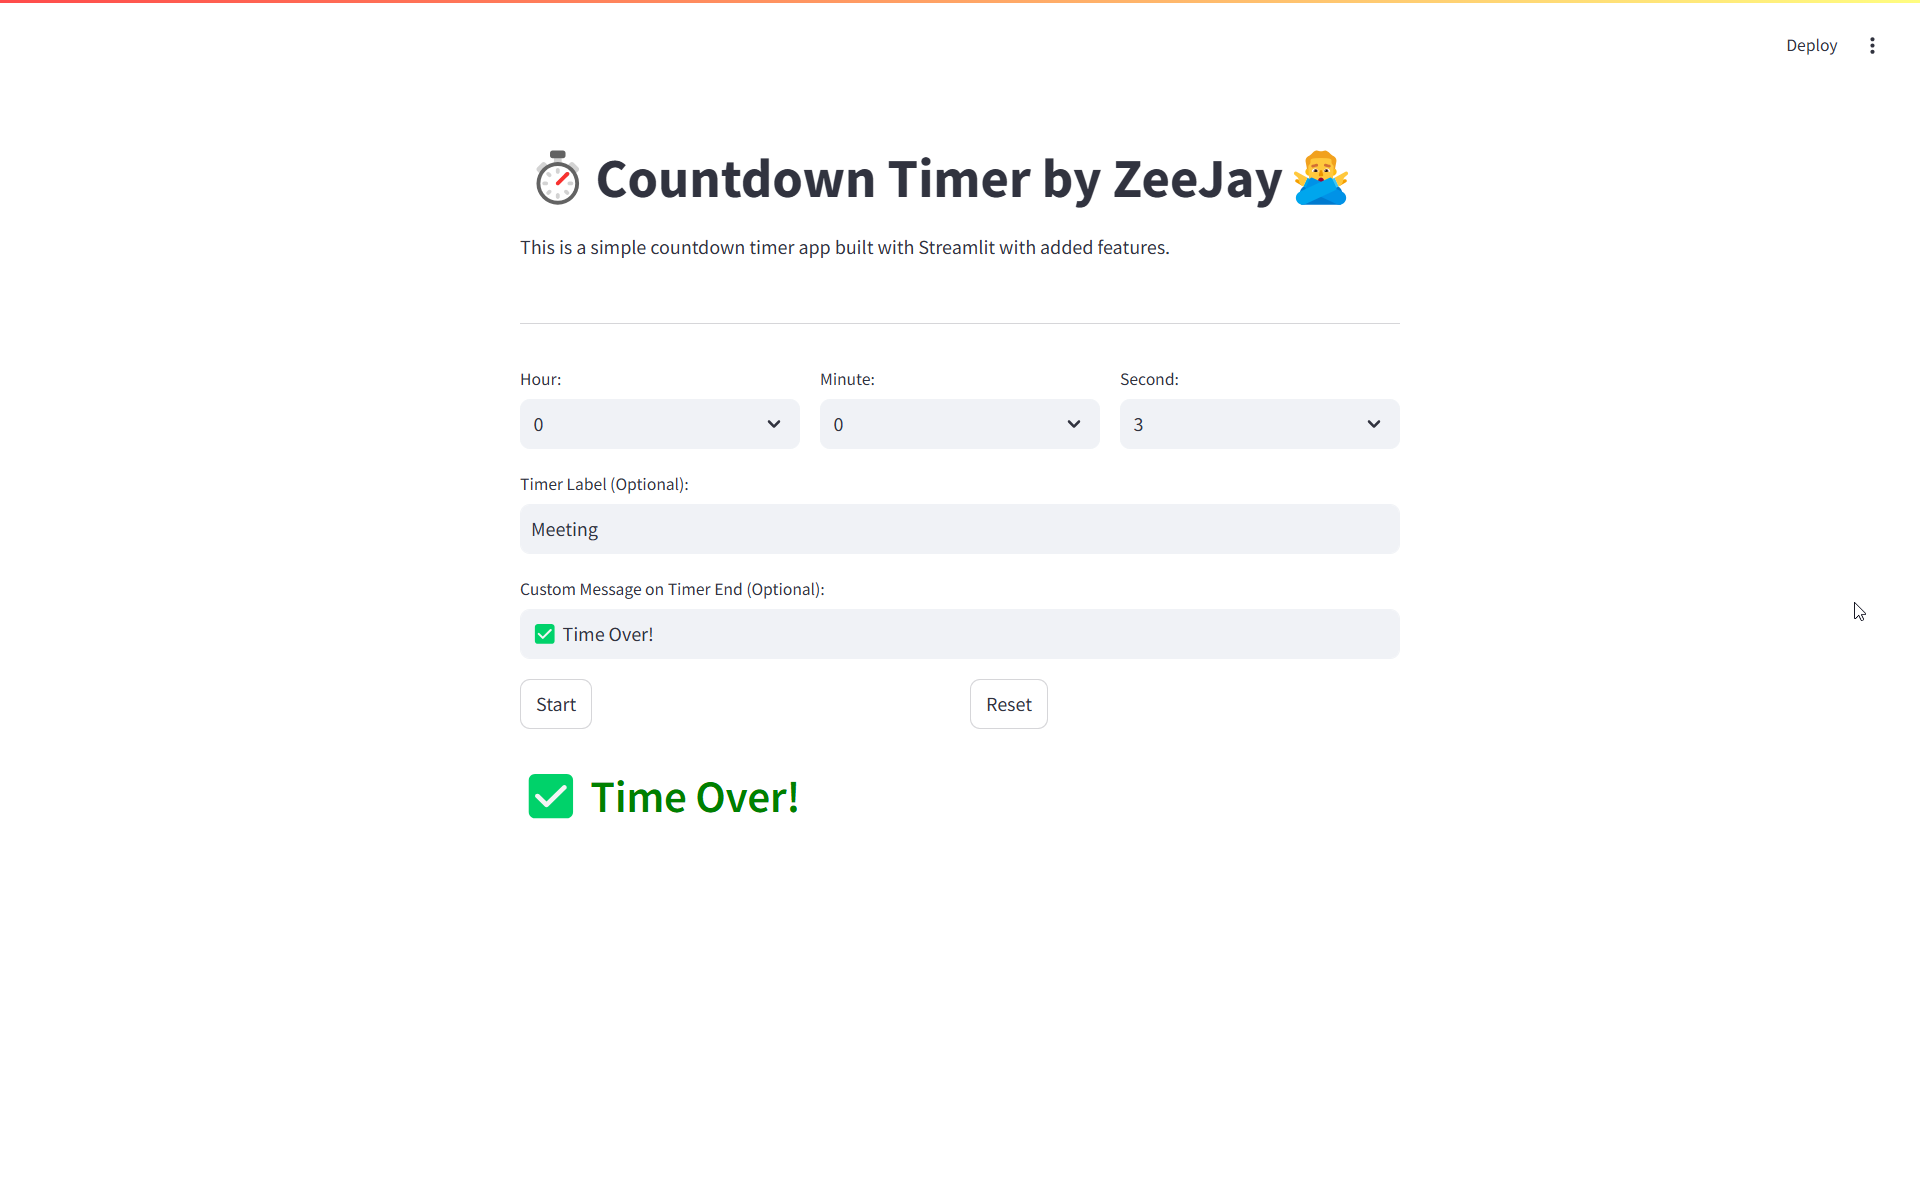 Deploy
⏱️ Countdown Timer by ZeeJay 🙅‍♂️
This is a simple countdown timer app built with Streamlit with added features.
Hour: Minute: Second:
0 0 3
Timer Label (Optional):
Meeting
Custom Message on Timer End (Optional):
✅ Time Over!
Start Reset
✅ Time Over!